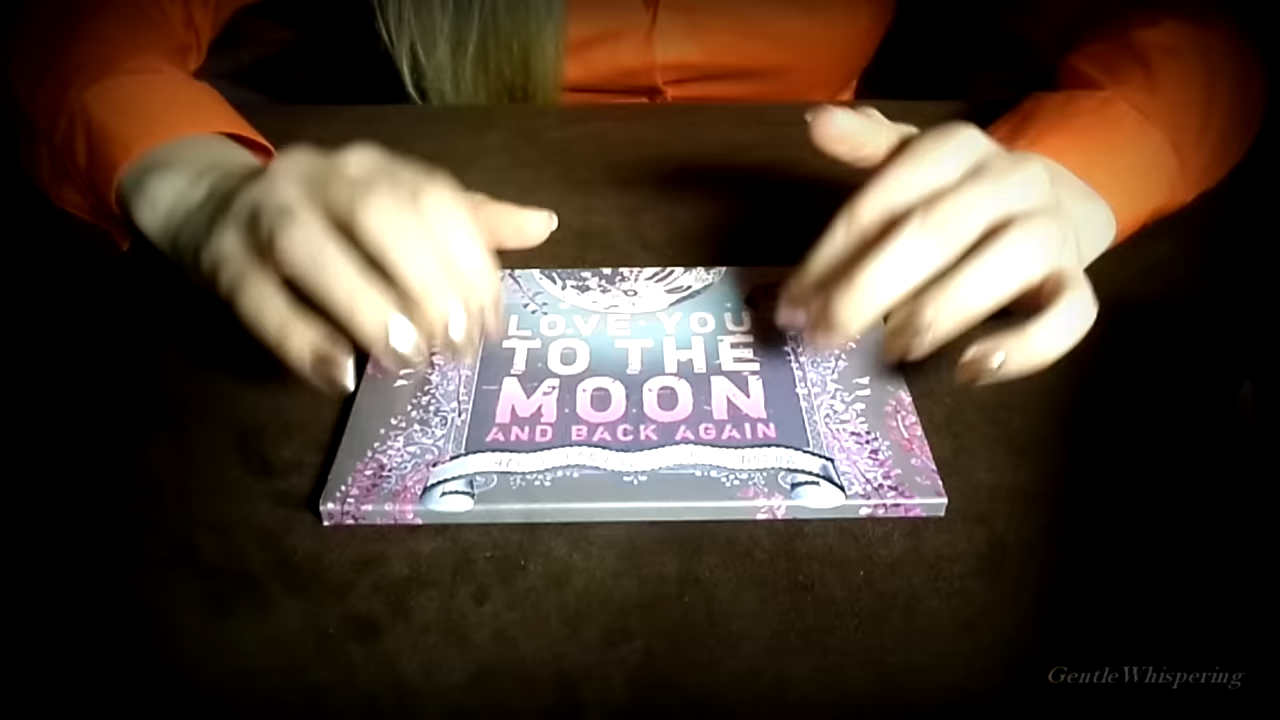 LOVE YOU
TO THE
MOON
AND BACK AGAIN
GentleWhispering